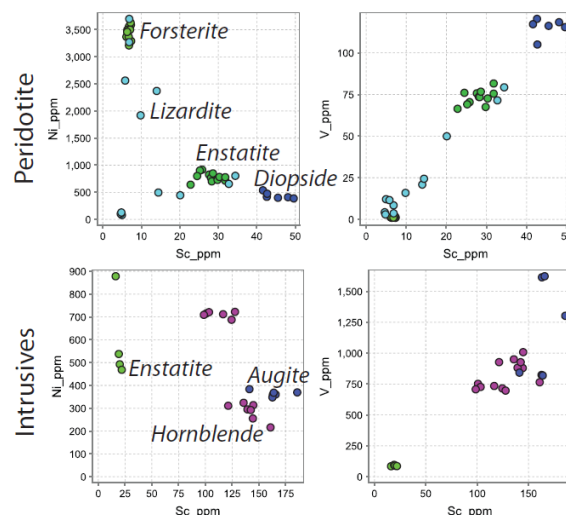 Peridotite
Ni_ppm
3,500
3,000
2,500
2,000
1,500
1,000
500
0
Forsterite
Lizardite
Enstatite
Diopside
0 10 20 30 40 50
Sc_ppm
V_ppm
100
75
50
25
0
0 10 20 30 40 50
Sc_ppm
Intrusives
Ni_ppm
900
800
700
600
500
400
300
200
100
0
Enstatite
Augite
Hornblende
0 25 50 75 100 125 150 175
Sc_ppm
V_ppm
1,500
1,250
1,000
750
500
250
0
0 50 100 150
Sc_ppm